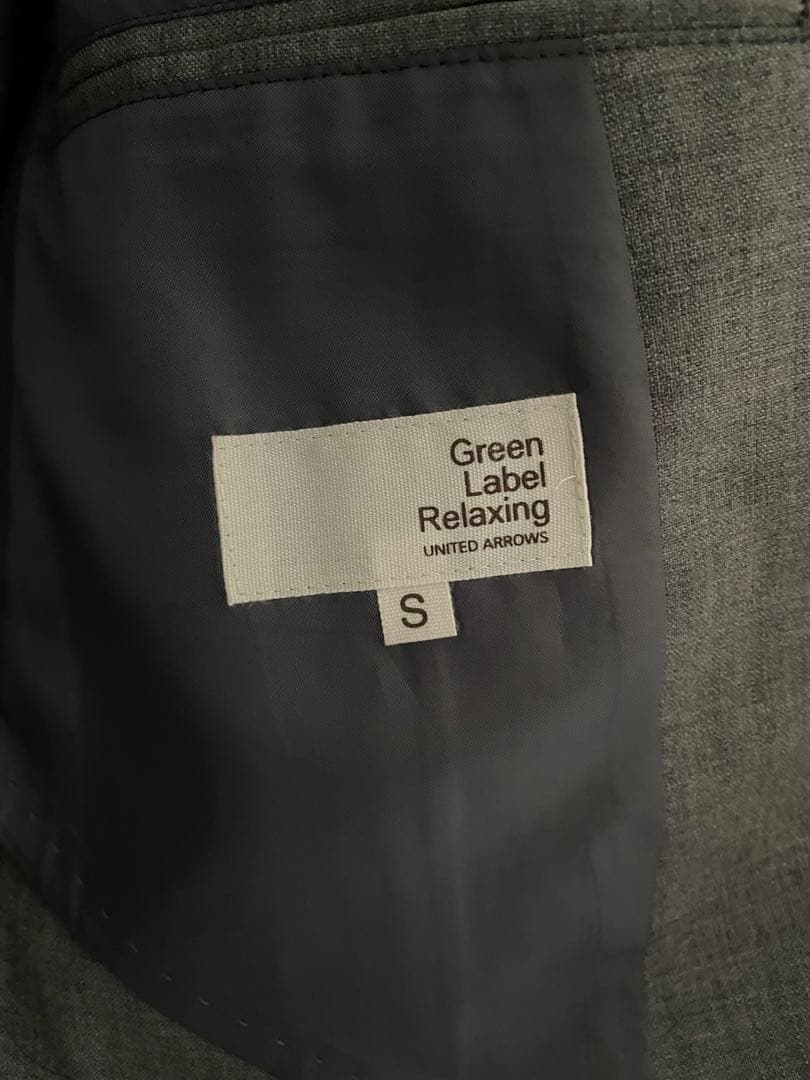 Green
Label
Relaxing
UNITED ARROWS
S